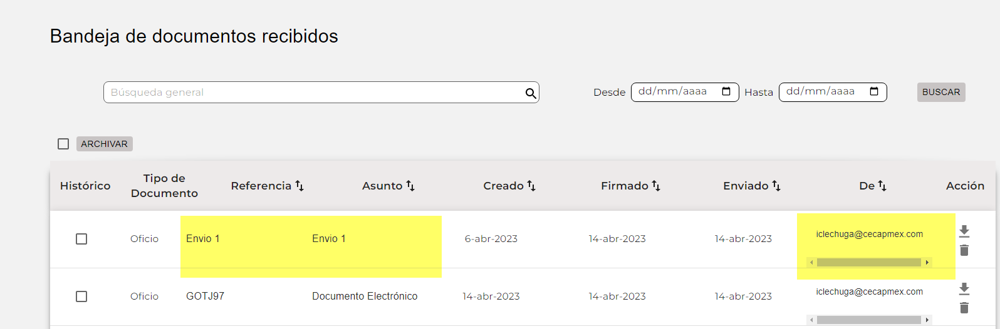 Bandeja de documentos recibidos
Búsqueda general Desde dd/mm/aaaa Hasta dd/mm/aaaa BUSCAR
ARCHIVAR
Histórico Tipo de Documento Referencia Asunto Creado Firmado Enviado De Acción
Oficio Envio 1 Envio 1 6-abr-2023 14-abr-2023 14-abr-2023 iclechuga@cecapmex.com
Oficio GOTJ97 Documento Electrónico 14-abr-2023 14-abr-2023 14-abr-2023 iclechuga@cecapmex.com